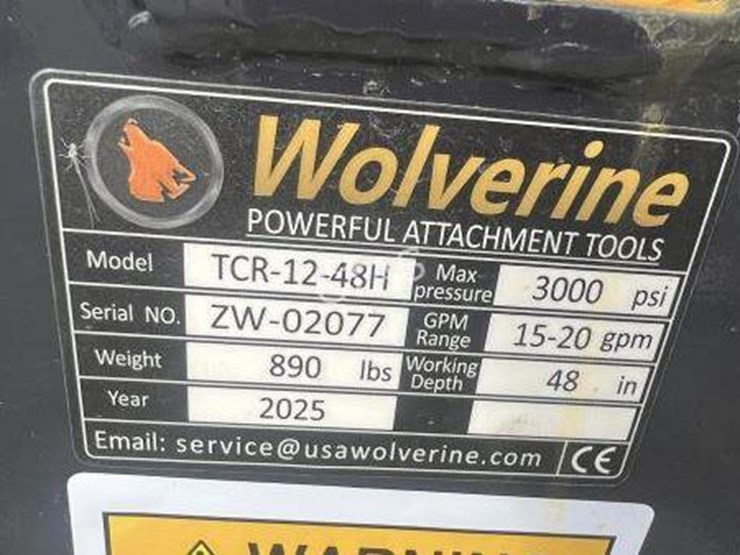 Wolverine
POWERFUL ATTACHMENT TOOLS
Model TCR-12-48H Max pressure 3000 psi
Serial NO. ZW-02077 GPM Range 15-20 gpm
Weight 890 lbs Working Depth 48 in
Year 2025
Email: service@usawolverine.com CE
WARNING